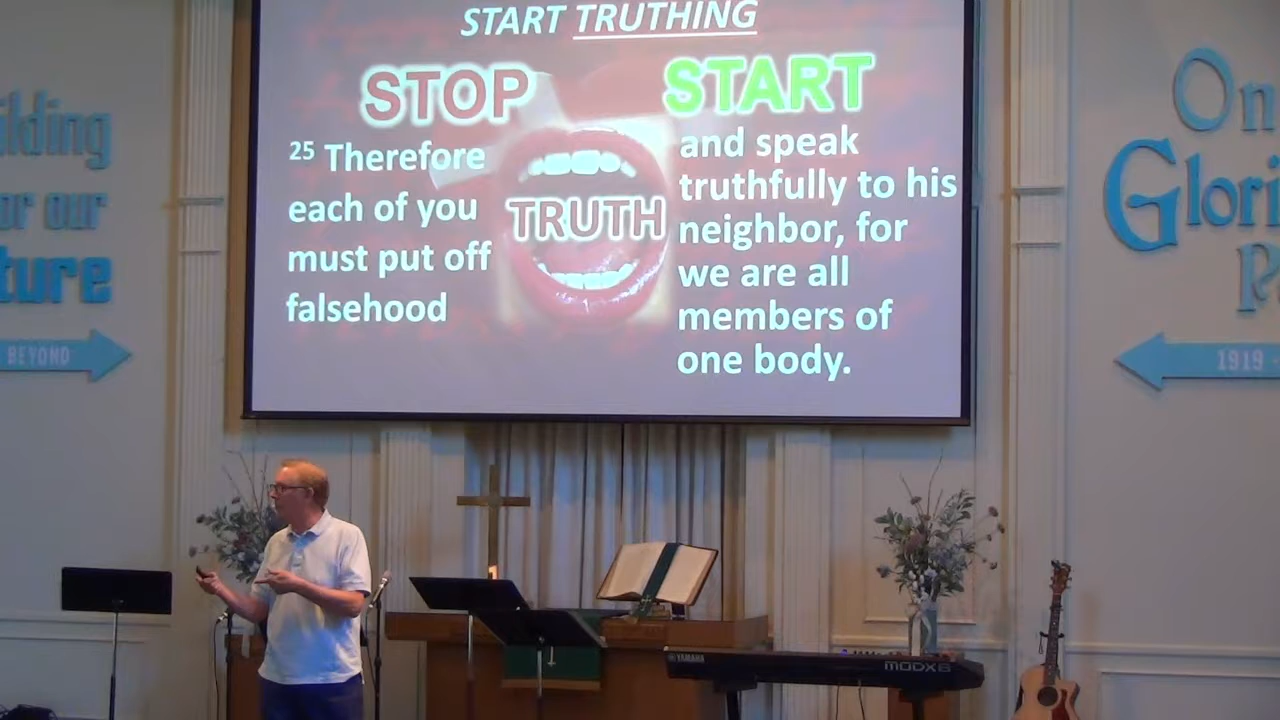 START TRUTHING
STOP
START
25 Therefore
each of you
must put off
falsehood
TRUTH
and speak
truthfully to his
neighbor, for
we are all
members of
one body.
ilding
or our
ture
BEYOND
On
Glori
P
1919 -
YAMAHA
MODX8